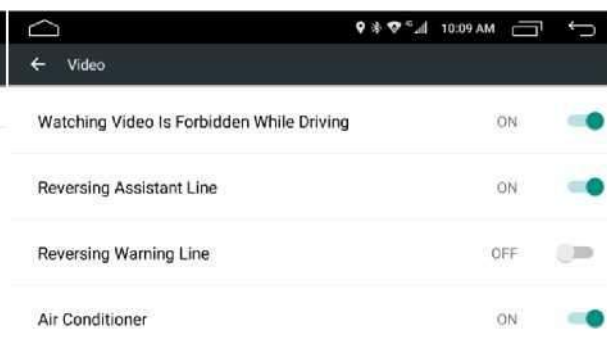 10:09 AM
Video
Watching Video Is Forbidden While Driving ON
Reversing Assistant Line ON
Reversing Warning Line OFF
Air Conditioner ON